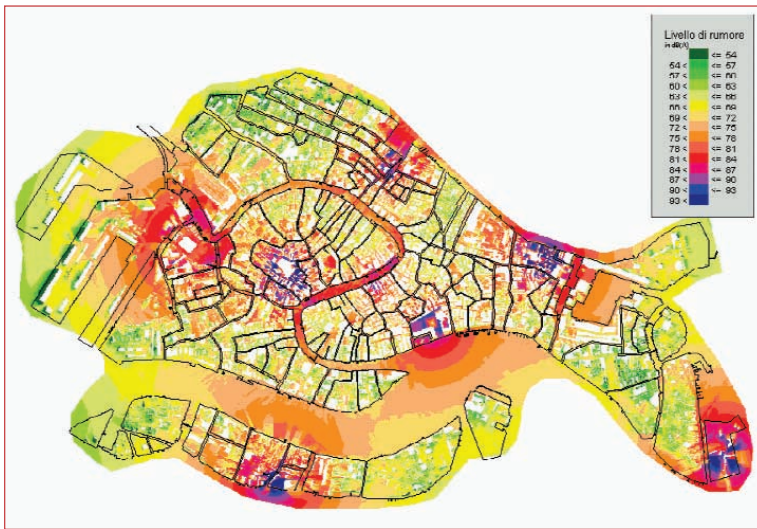 Livello di rumore
in dB(A)
<= 54
54 < <= 57
57 < <= 60
60 < <= 63
63 < <= 66
66 < <= 69
69 < <= 72
72 < <= 75
75 < <= 78
78 < <= 81
81 < <= 84
84 < <= 87
87 < <= 90
90 < <= 93
93 <